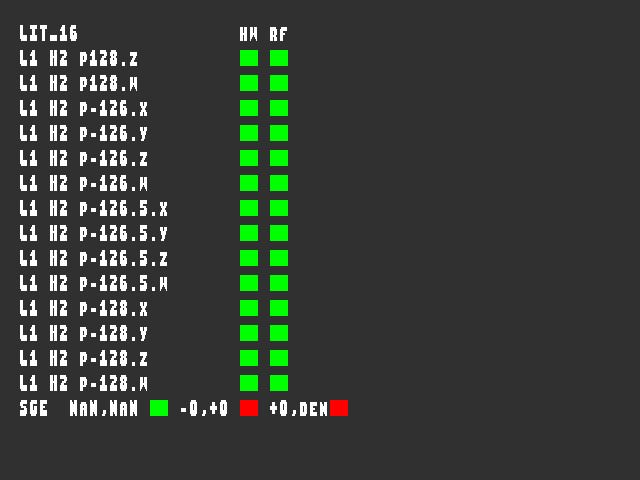 LIT_16 HW RF
L1 H2 P128.Z
L1 H2 P128.W
L1 H2 P-126.X
L1 H2 P-126.Y
L1 H2 P-126.Z
L1 H2 P-126.W
L1 H2 P-126.5.X
L1 H2 P-126.5.Y
L1 H2 P-126.5.Z
L1 H2 P-126.5.W
L1 H2 P-128.X
L1 H2 P-128.Y
L1 H2 P-128.Z
L1 H2 P-128.W
SGE NAN,NAN -0,+0 +0,DEN